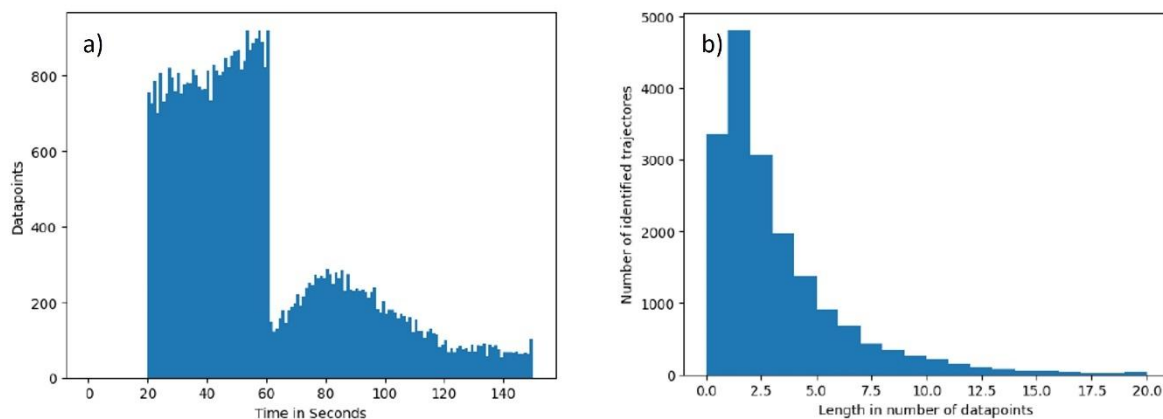 a)
Datapoints
800
600
400
200
0
0 20 40 60 80 100 120 140
Time in Seconds
b)
Number of identified trajectores
5000
4000
3000
2000
1000
0
0.0 2.5 5.0 7.5 10.0 12.5 15.0 17.5 20.0
Length in number of datapoints